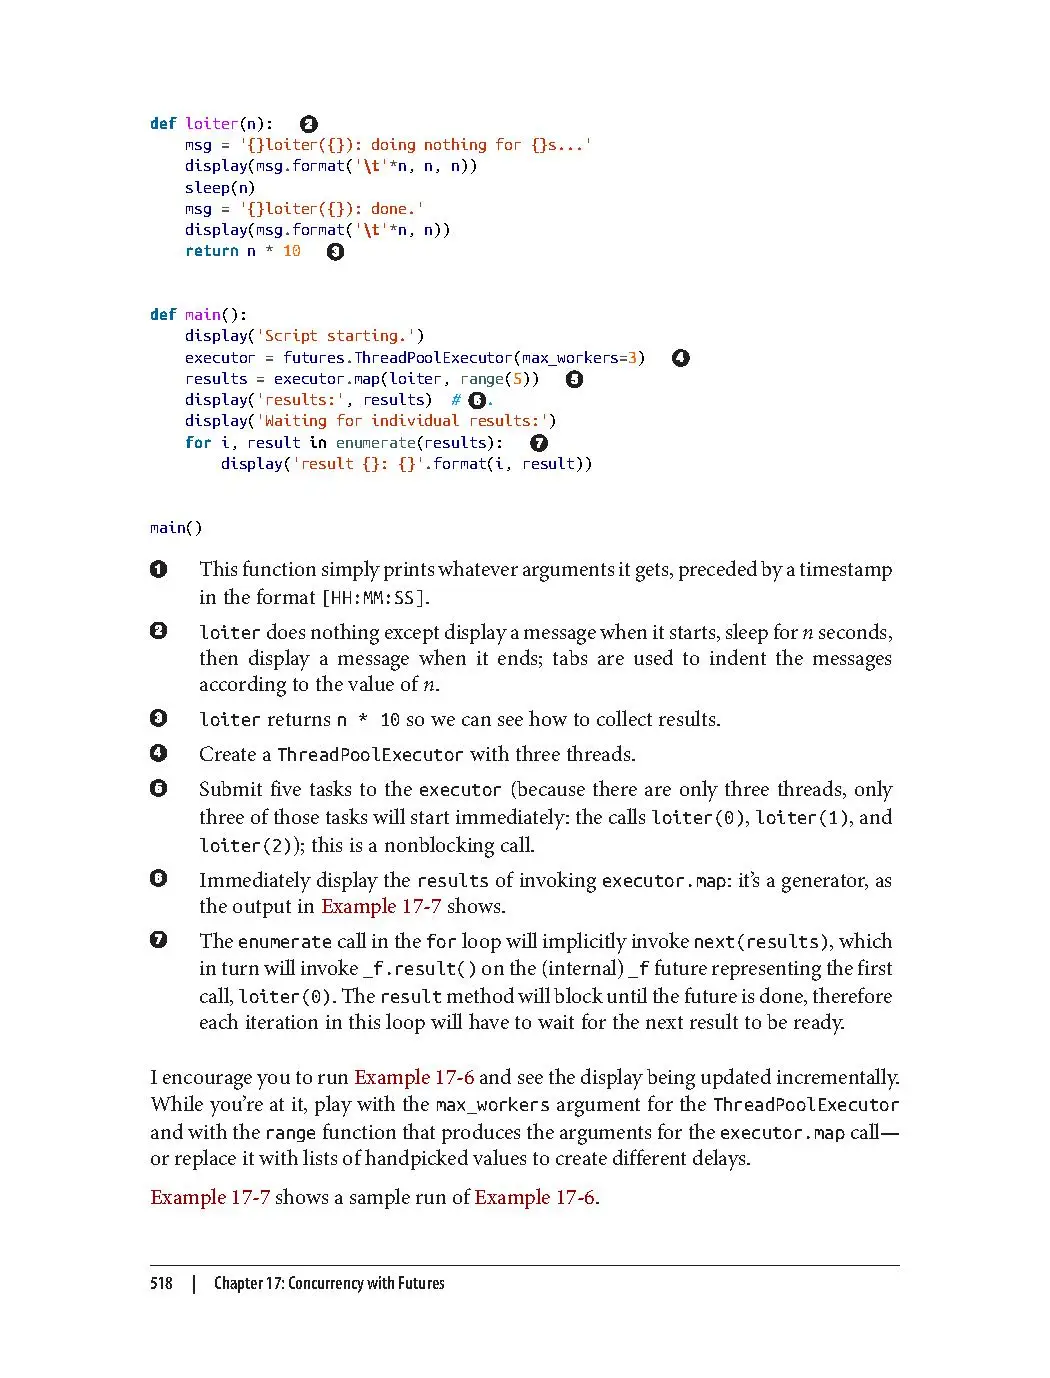 def loiter(n): ❷
    msg = '{}loiter({}): doing nothing for {}s...'
    display(msg.format('\t'*n, n, n))
    sleep(n)
    msg = '{}loiter({}): done.'
    display(msg.format('\t'*n, n))
    return n * 10 ❸
def main():
    display('Script starting.')
    executor = futures.ThreadPoolExecutor(max_workers=3) ❹
    results = executor.map(loiter, range(5)) ❺
    display('results:', results) # ❻.
    display('Waiting for individual results:')
    for i, result in enumerate(results): ❼
        display('result {}: {}'.format(i, result))
main()
❶ This function simply prints whatever arguments it gets, preceded by a timestamp
in the format [HH:MM:SS].
❷ loiter does nothing except display a message when it starts, sleep for n seconds,
then display a message when it ends; tabs are used to indent the messages
according to the value of n.
❸ loiter returns n * 10 so we can see how to collect results.
❹ Create a ThreadPoolExecutor with three threads.
❺ Submit five tasks to the executor (because there are only three threads, only
three of those tasks will start immediately: the calls loiter(0), loiter(1), and
loiter(2)); this is a nonblocking call.
❻ Immediately display the results of invoking executor.map: it’s a generator, as
the output in Example 17-7 shows.
❼ The enumerate call in the for loop will implicitly invoke next(results), which
in turn will invoke _f.result() on the (internal) _f future representing the first
call, loiter(0). The result method will block until the future is done, therefore
each iteration in this loop will have to wait for the next result to be ready.
I encourage you to run Example 17-6 and see the display being updated incrementally.
While you’re at it, play with the max_workers argument for the ThreadPoolExecutor
and with the range function that produces the arguments for the executor.map call—
or replace it with lists of handpicked values to create different delays.
Example 17-7 shows a sample run of Example 17-6.
518 | Chapter 17: Concurrency with Futures